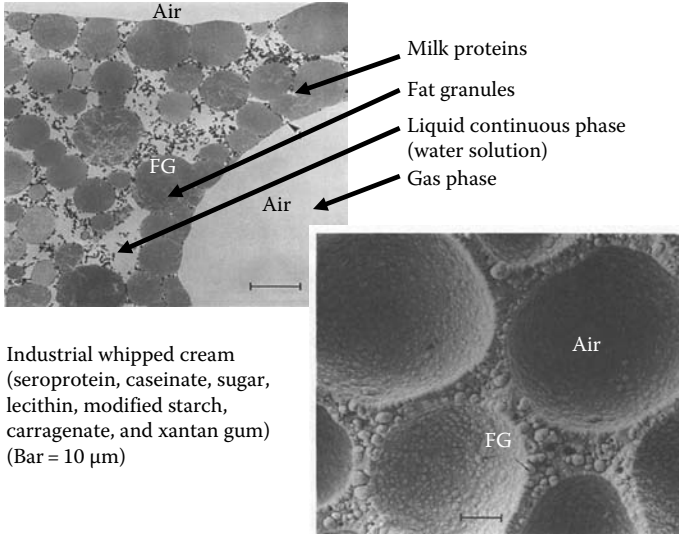 Air
Milk proteins
Fat granules
Liquid continuous phase
(water solution)
Gas phase
FG
Air
Industrial whipped cream
(seroprotein, caseinate, sugar,
lecithin, modified starch,
carragenate, and xantan gum)
(Bar = 10 μm)
Air
FG